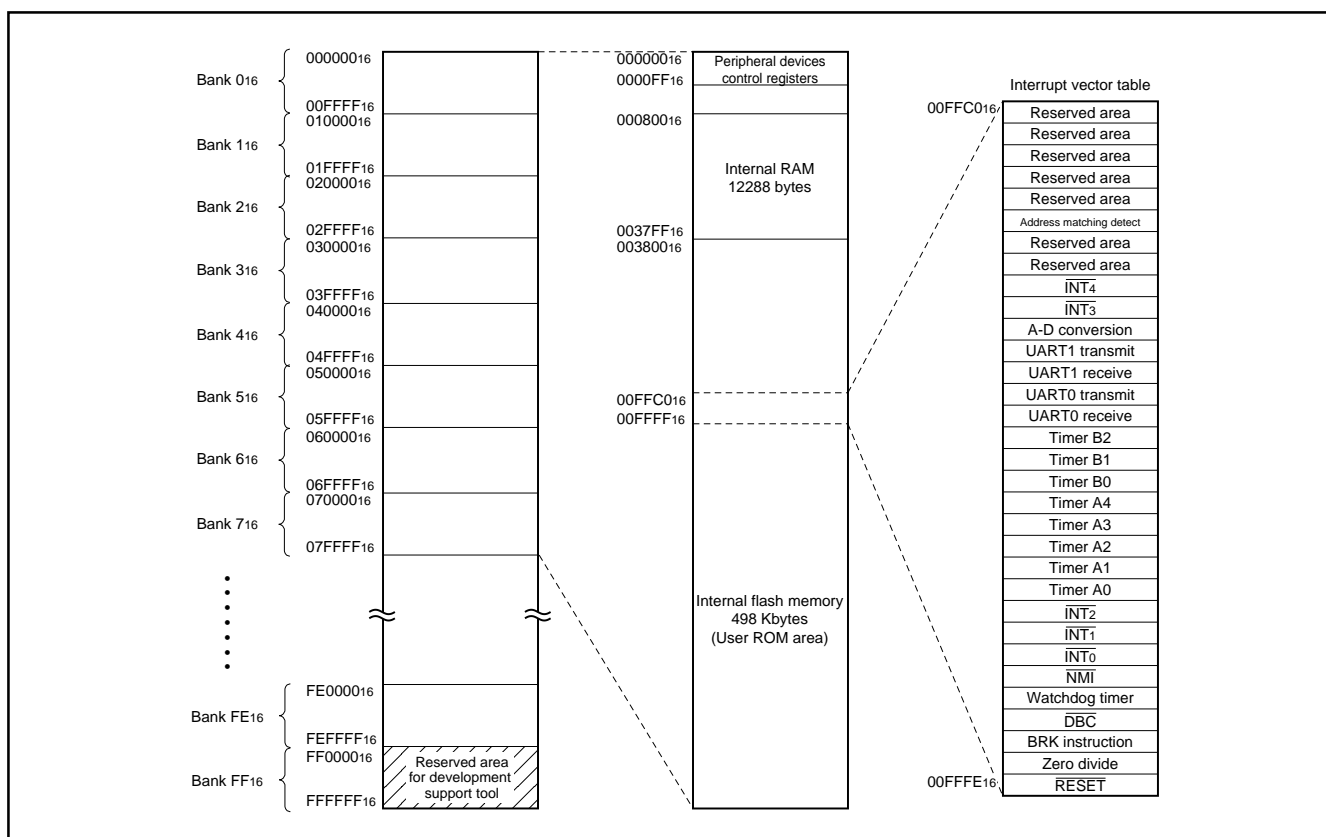 Bank 016
Bank 116
Bank 216
Bank 316
Bank 416
Bank 516
Bank 616
Bank 716
Bank FE16
Bank FF16
00000016
00FFFF16
01000016
01FFFF16
02000016
02FFFF16
03000016
03FFFF16
04000016
04FFFF16
05000016
05FFFF16
06000016
06FFFF16
07000016
07FFFF16
FE000016
FEFFFF16
FF000016
FFFFFF16
Reserved area
for development
support tool
00000016
0000FF16
00080016
0037FF16
00380016
00FFC016
00FFFF16
Peripheral devices
control registers
Internal RAM
12288 bytes
Internal flash memory
498 Kbytes
(User ROM area)
Interrupt vector table
00FFC016
Reserved area
Reserved area
Reserved area
Reserved area
Reserved area
Address matching detect
Reserved area
Reserved area
INT4
INT3
A-D conversion
UART1 transmit
UART1 receive
UART0 transmit
UART0 receive
Timer B2
Timer B1
Timer B0
Timer A4
Timer A3
Timer A2
Timer A1
Timer A0
INT2
INT1
INT0
NMI
Watchdog timer
DBC
BRK instruction
Zero divide
00FFFE16
RESET